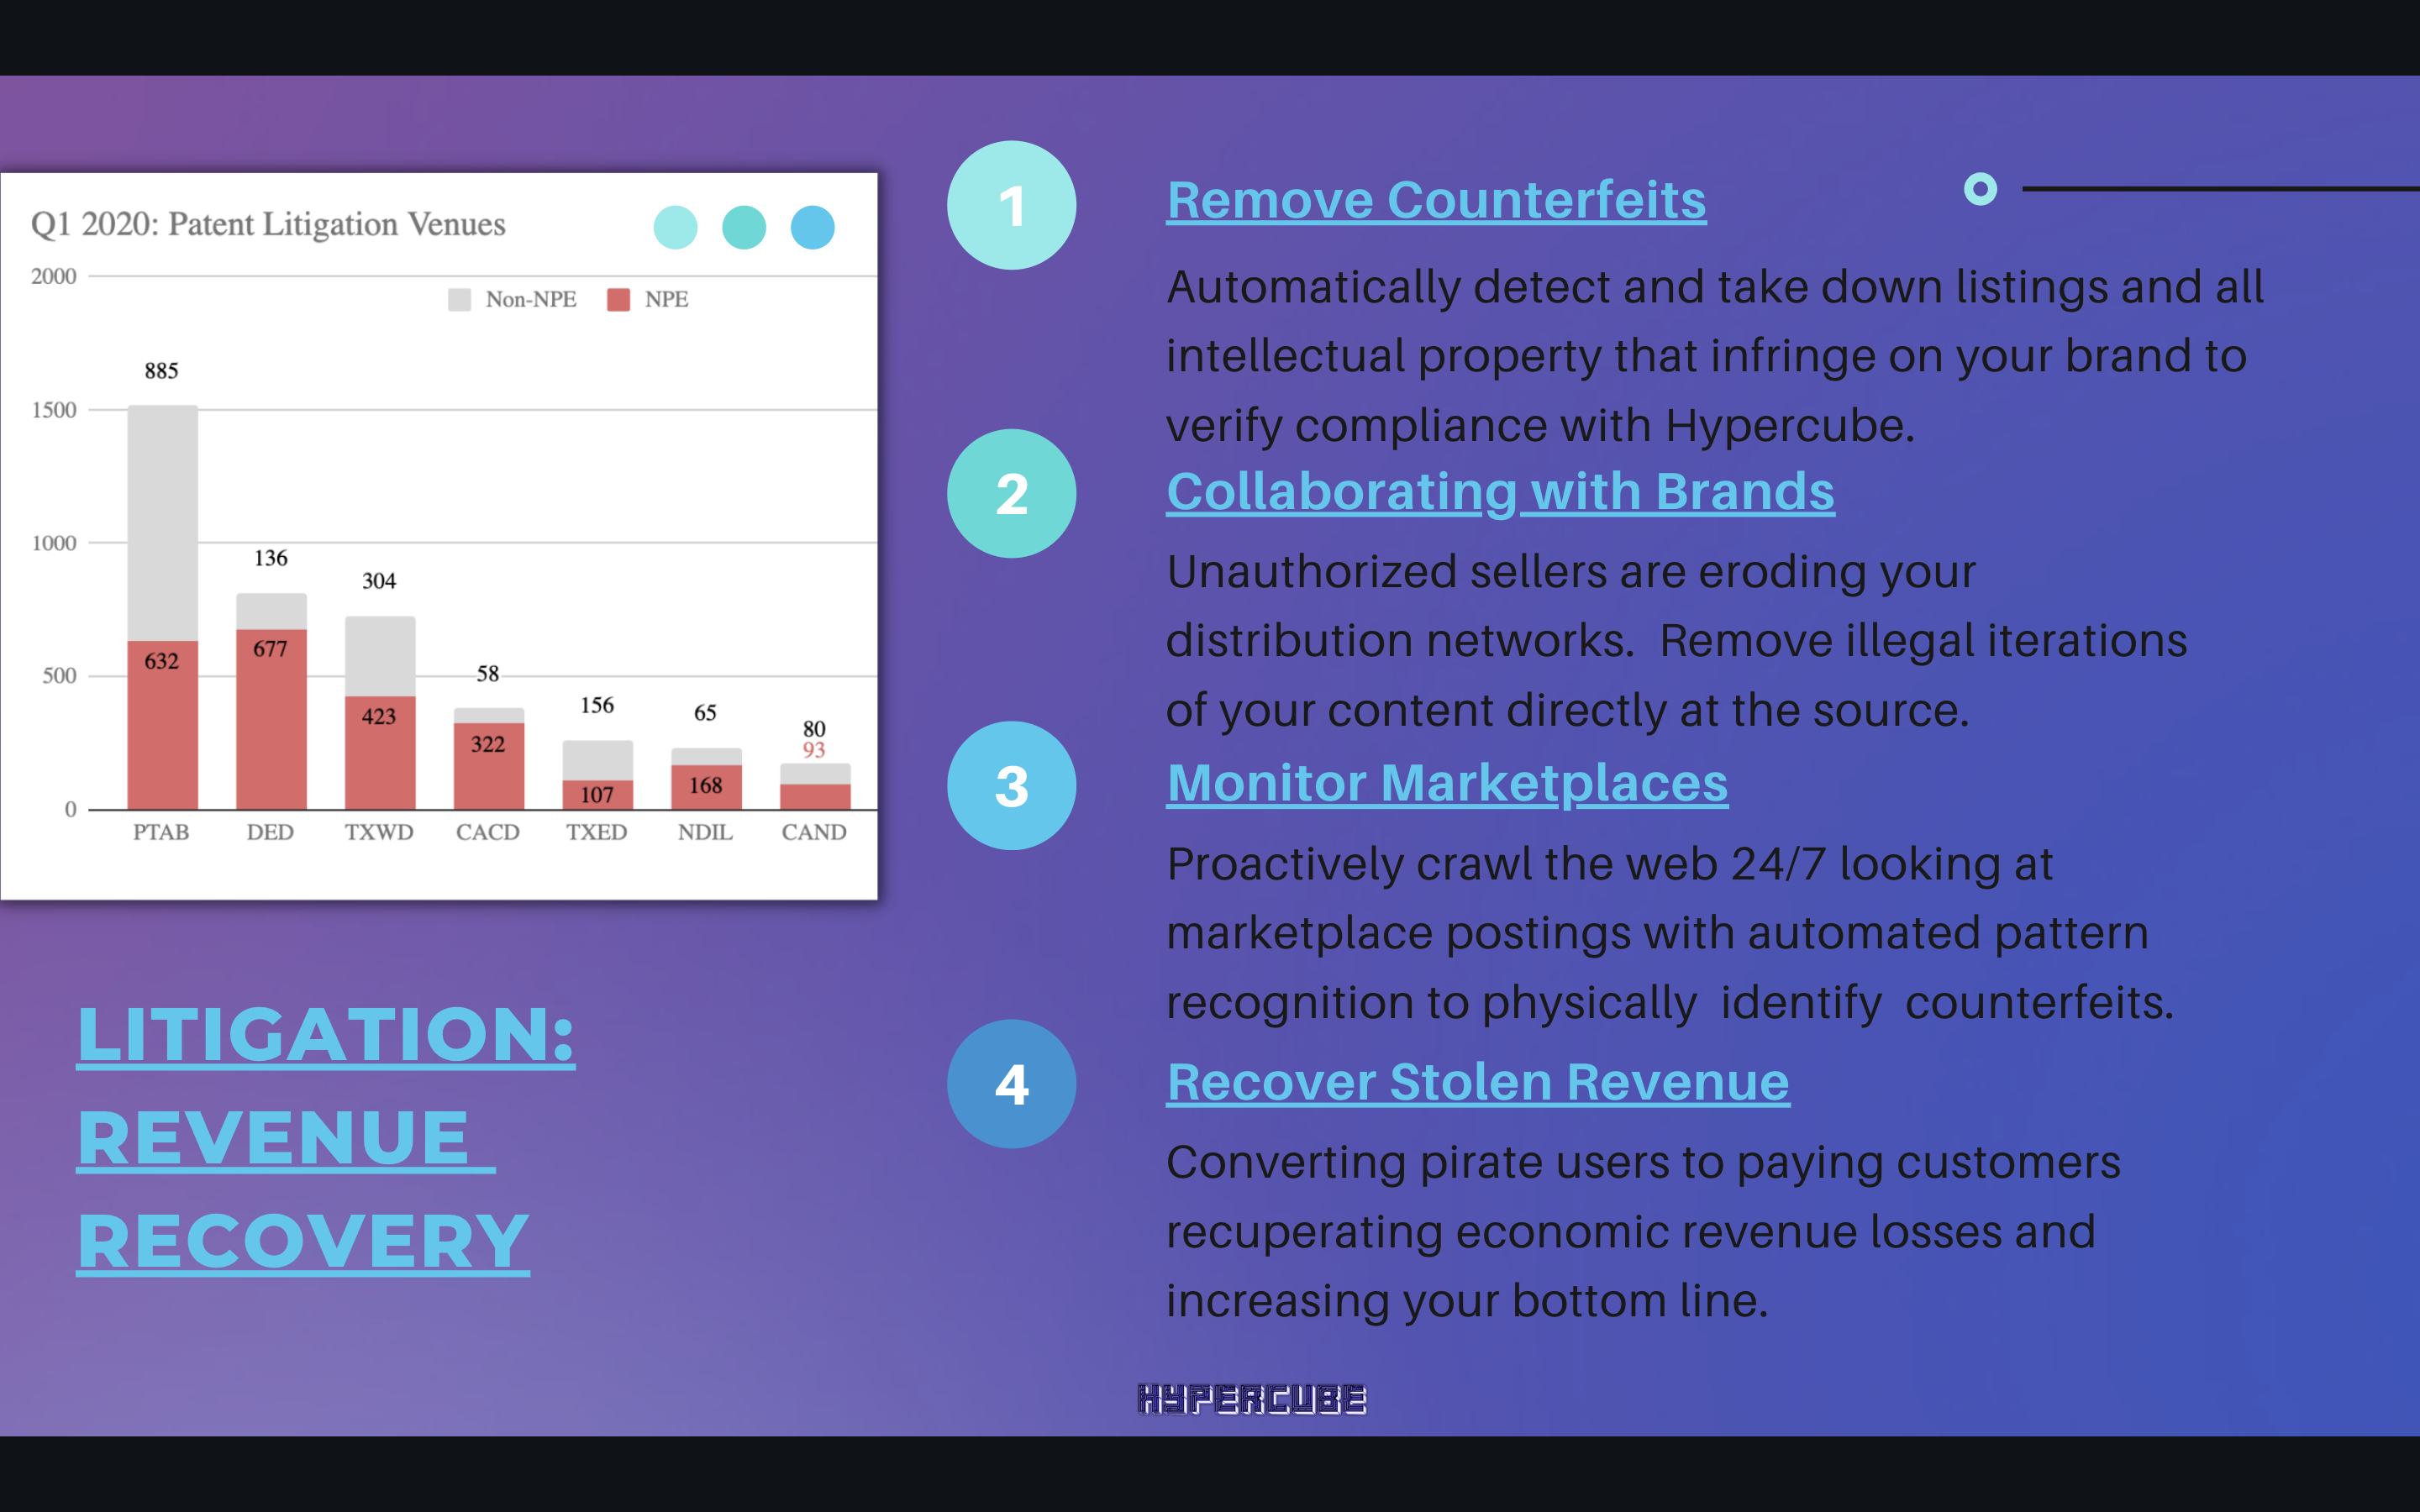 Q1 2020: Patent Litigation Venues
2000
Non-NPE NPE
885
1500
1000
136
304
632
677
500
423
58
322
156
107
65
168
80
93
0
PTAB DED TXWD CACD TXED NDIL CAND
LITIGATION:
REVENUE
RECOVERY
1
Remove Counterfeits
Automatically detect and take down listings and all
intellectual property that infringe on your brand to
verify compliance with Hypercube.
2
Collaborating with Brands
Unauthorized sellers are eroding your
distribution networks.  Remove illegal iterations
of your content directly at the source.
3
Monitor Marketplaces
Proactively crawl the web 24/7 looking at
marketplace postings with automated pattern
recognition to physically  identify  counterfeits.
4
Recover Stolen Revenue
Converting pirate users to paying customers
recuperating economic revenue losses and
increasing your bottom line.
HYPERCUBE